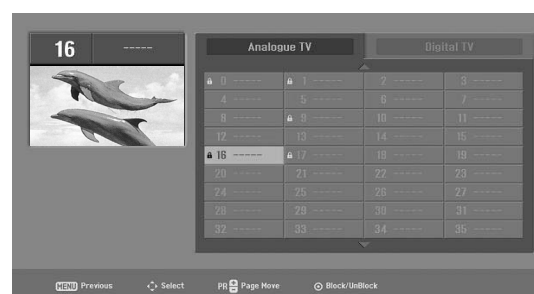 16 -----
Analogue TV Digital TV
0 ----- 1 ----- 2 ----- 3 -----
4 ----- 5 ----- 6 ----- 7 -----
8 ----- 9 ----- 10 ----- 11 -----
12 ----- 13 ----- 14 ----- 15 -----
16 ----- 17 ----- 18 ----- 19 -----
20 ----- 21 ----- 22 ----- 23 -----
24 ----- 25 ----- 26 ----- 27 -----
28 ----- 29 ----- 30 ----- 31 -----
32 ----- 33 ----- 34 ----- 35 -----
MENU Previous Select PR Page Move Block/UnBlock